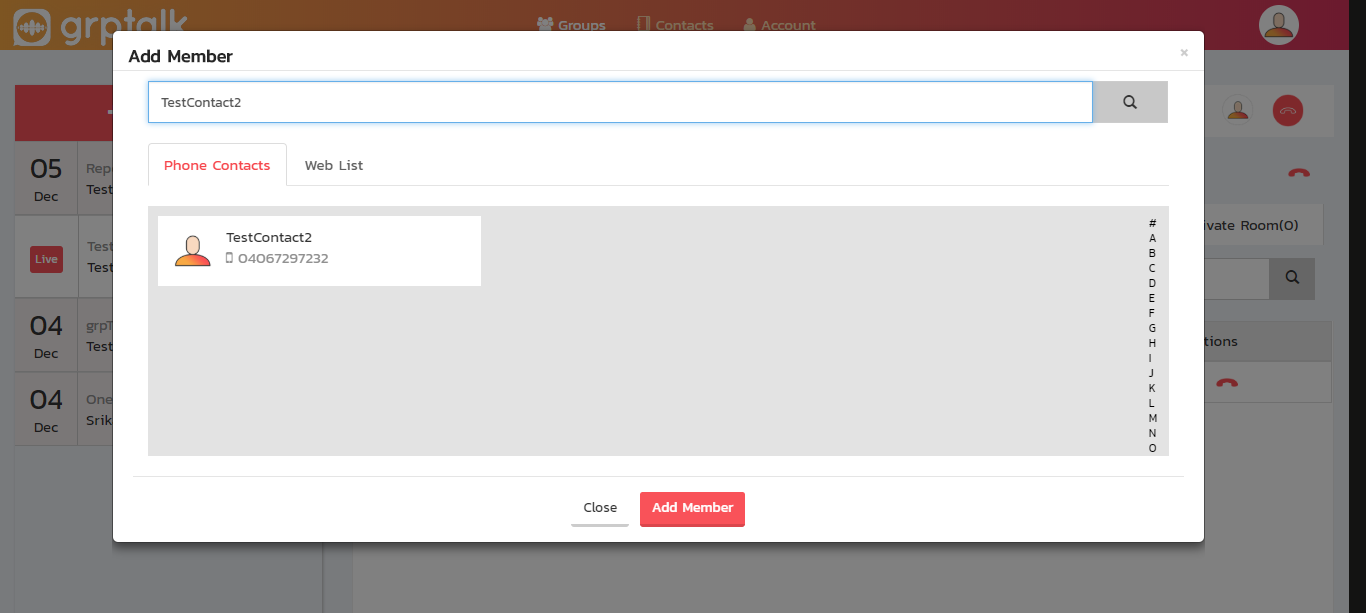 grptalk
Groups Contacts Account
Add Member
×
TestContact2
Phone Contacts Web List
TestContact2
04067297232
#
A
B
C
D
E
F
G
H
I
J
K
L
M
N
O
Close Add Member
05
Dec
Rep
Test
Live
Test
Test
04
Dec
grpT
Test
04
Dec
One
Srik
ivate Room(0)
tions